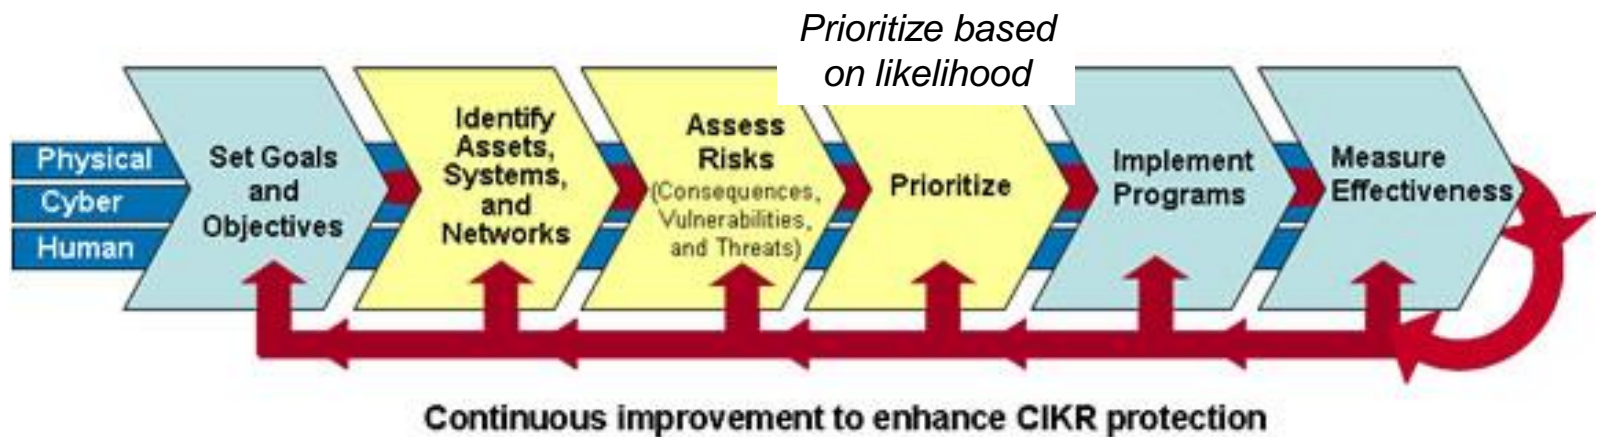 Prioritize based
on likelihood
Physical
Cyber
Human
Set Goals
and
Objectives
Identify
Assets,
Systems,
and
Networks
Assess
Risks
(Consequences,
Vulnerabilities,
and Threats)
Prioritize
Implement
Programs
Measure
Effectiveness
Continuous improvement to enhance CIKR protection